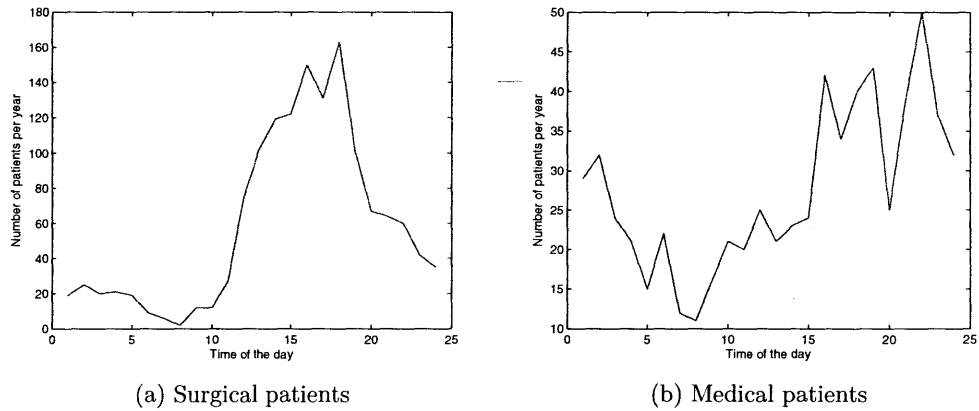 180
160
140
120
100
80
60
40
20
0
Number of patients per year
0 5 10 15 20 25
Time of the day
(a) Surgical patients
50
45
40
35
30
25
20
15
10
Number of patients per year
0 5 10 15 20 25
Time of the day
(b) Medical patients